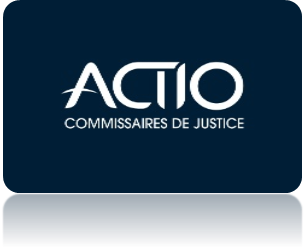 ACTIO
COMMISSAIRES DE JUSTICE